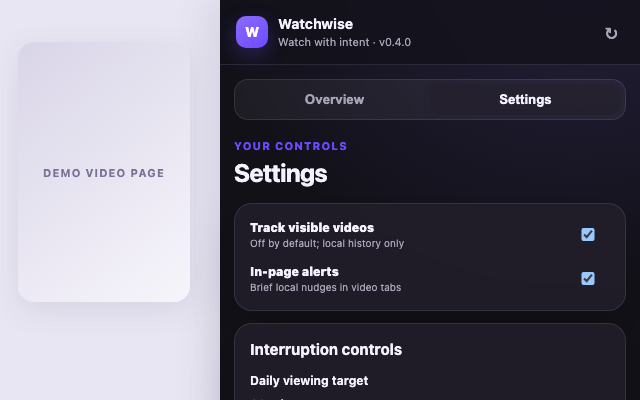 DEMO VIDEO PAGE
W
Watchwise
Watch with intent · v0.4.0
↻
Overview
Settings
YOUR CONTROLS
Settings
Track visible videos
Off by default; local history only
In-page alerts
Brief local nudges in video tabs
Interruption controls
Daily viewing target